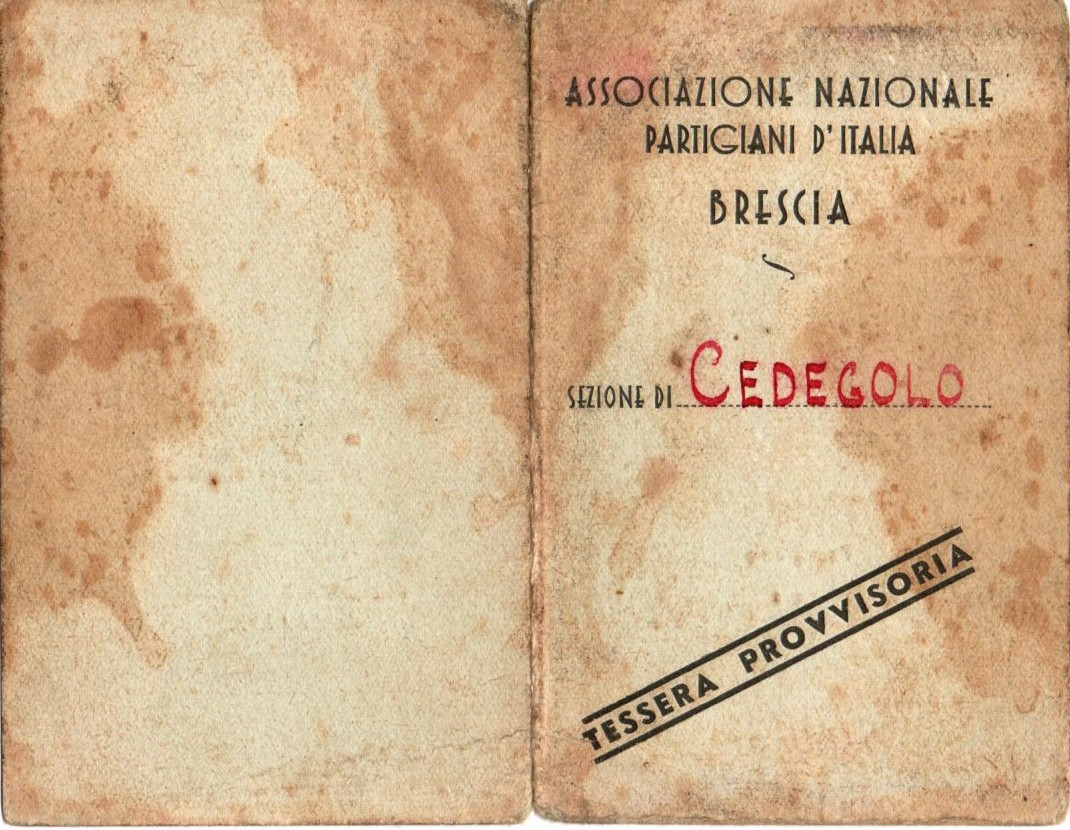 ASSOCIAZIONE NAZIONALE
PARTIGIANI D'ITALIA
BRESCIA
SEZIONE DI CEDEGOLO
TESSERA PROVVISORIA